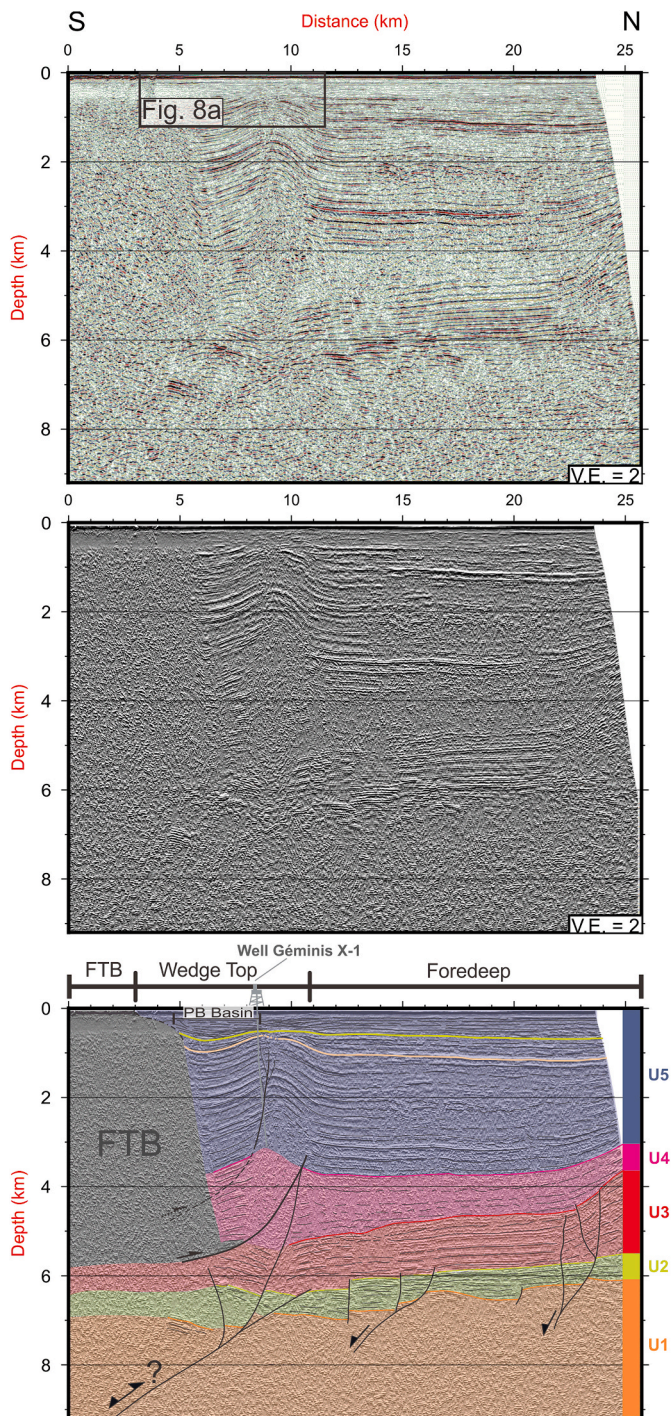 S Distance (km) N
0 5 10 15 20 25
0
Fig. 8a
2
Depth (km)
4
6
8
V.E. = 2
0 5 10 15 20 25
0
2
Depth (km)
4
6
8
V.E. = 2
Well Géminis X-1
FTB Wedge Top Foredeep
0
PB Basin
U5
2
FTB
U4
Depth (km)
4
U3
U2
6
U1
8
?